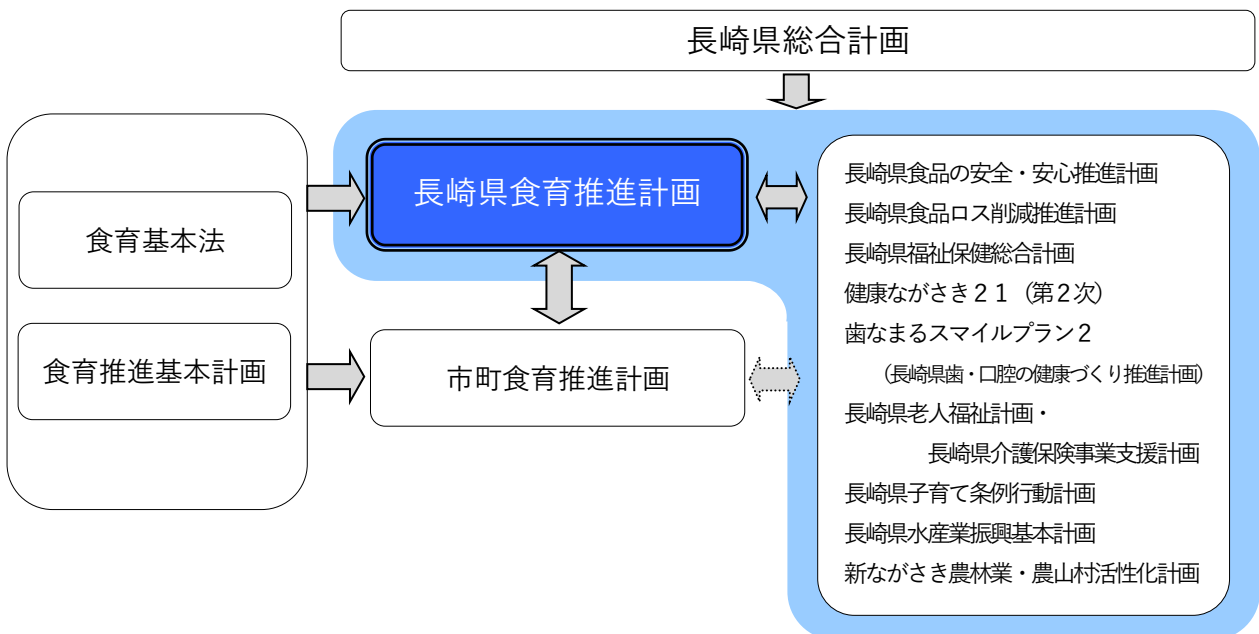 長崎県総合計画
食育基本法
食育推進基本計画
長崎県食育推進計画
市町食育推進計画
長崎県食品の安全・安心推進計画
長崎県食品ロス削減推進計画
長崎県福祉保健総合計画
健康ながさき２１（第２次）
歯なまるスマイルプラン２
（長崎県歯・口腔の健康づくり推進計画）
長崎県老人福祉計画・
長崎県介護保険事業支援計画
長崎県子育て条例行動計画
長崎県水産業振興基本計画
新ながさき農林業・農山村活性化計画